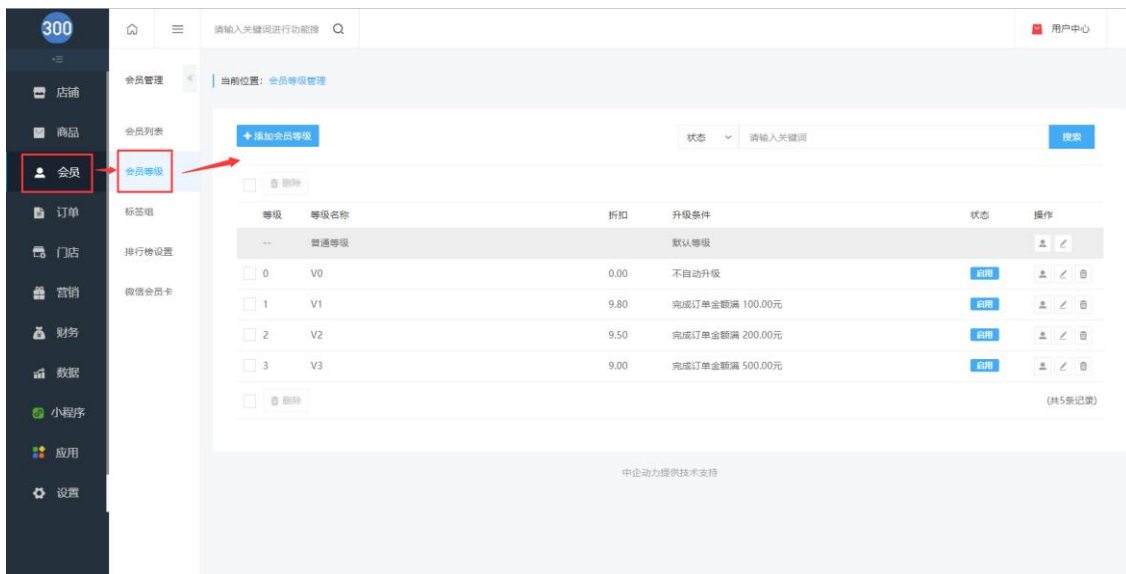 300
请输入关键词进行功能搜
用户中心
店铺
商品
会员
订单
门店
营销
财务
数据
小程序
应用
设置
会员管理
会员列表
会员等级
标签组
排行榜设置
微信会员卡
当前位置：会员等级管理
添加会员等级
状态 请输入关键词 搜索
删除
等级 等级名称 折扣 升级条件 状态 操作
-- 普通等级 默认等级
0 V0 0.00 不自动升级 启用
1 V1 9.80 完成订单金额满 100.00元 启用
2 V2 9.50 完成订单金额满 200.00元 启用
3 V3 9.00 完成订单金额满 500.00元 启用
删除 (共5条记录)
中企动力提供技术支持